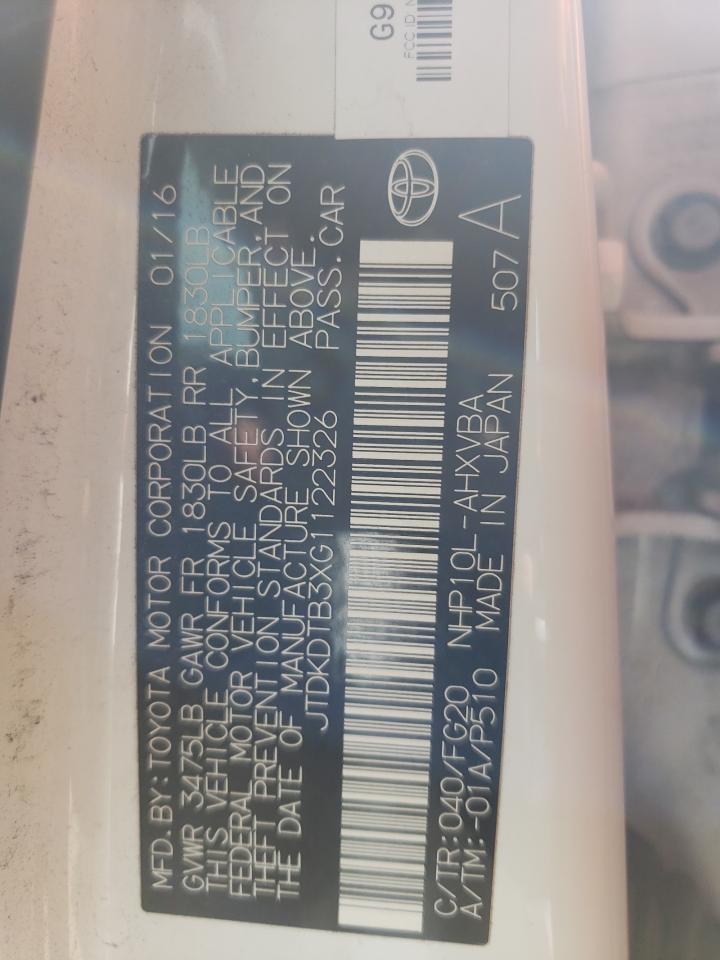 G9
FCC ID
MFD.BY:TOYOTA MOTOR CORPORATION 01/16
GVWR 3475LB GAWR FR 1830LB RR 1830LB
THIS VEHICLE CONFORMS TO ALL APPLICABLE
FEDERAL MOTOR VEHICLE SAFETY,BUMPER,AND
THEFT PREVENTION STANDARDS IN EFFECT ON
THE DATE OF MANUFACTURE SHOWN ABOVE.
JTDKDTB3XG1122326 PASS.CAR
C/TR:040/FG20 NHP10L-AHXVBA
A/TM:-01A/P510 MADE IN JAPAN 507 A